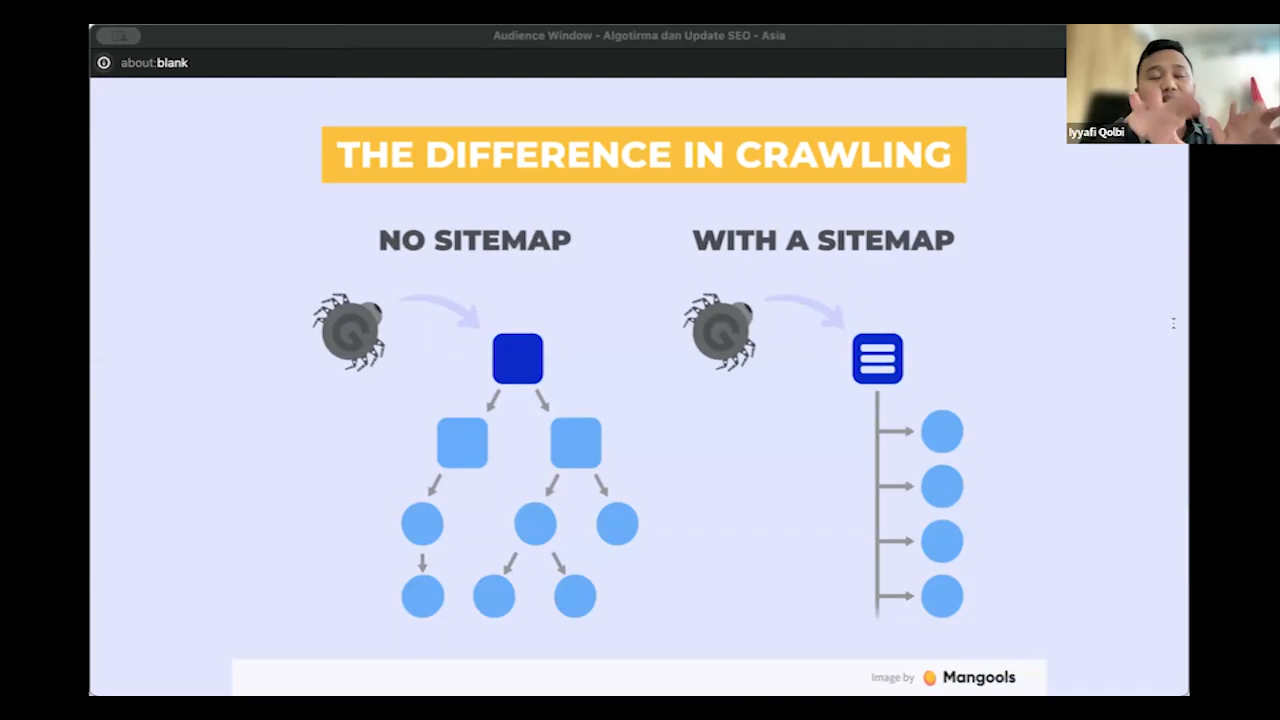 Audience Window - Algotirma dan Update SEO - Asia
about:blank
Iyyafi Qolbi
THE DIFFERENCE IN CRAWLING
NO SITEMAP
WITH A SITEMAP
Image by Mangools